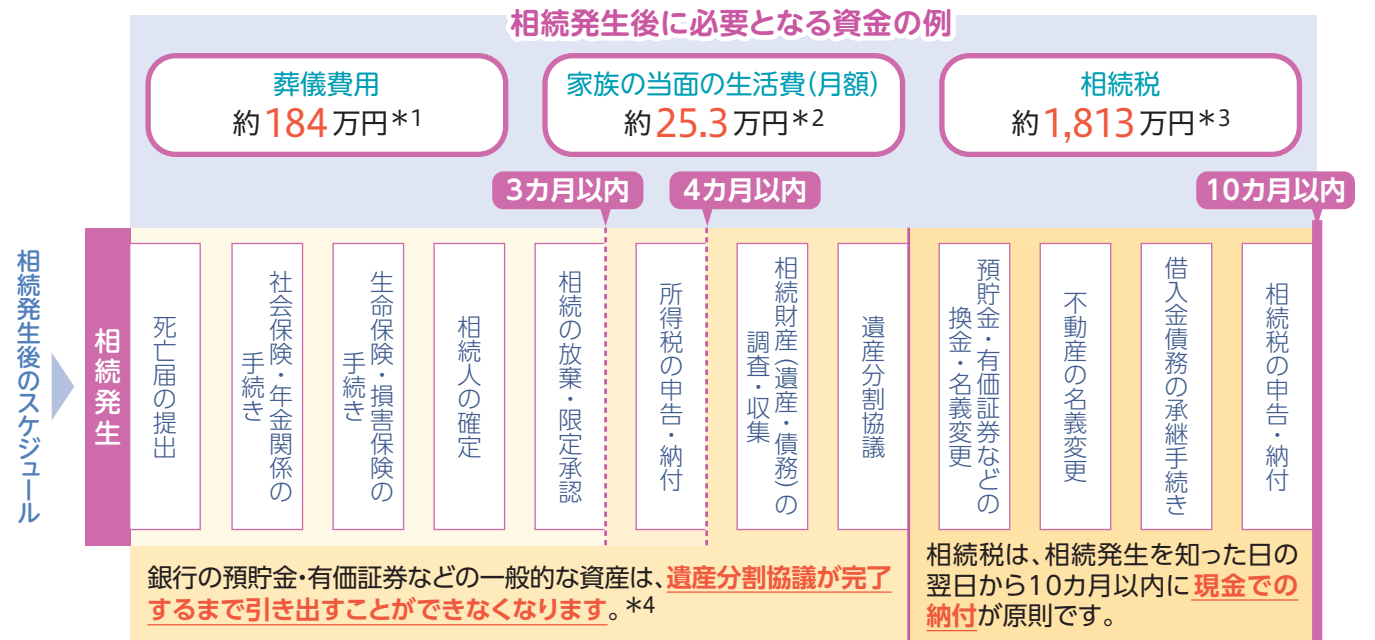 相続発生後に必要となる資金の例
葬儀費用
約184万円*1
家族の当面の生活費(月額)
約25.3万円*2
相続税
約1,813万円*3
3カ月以内
4カ月以内
10カ月以内
相続発生後のスケジュール
相続発生
死亡届の提出
社会保険・年金関係の
手続き
生命保険・損害保険の
手続き
相続人の確定
相続の放棄・限定承認
所得税の申告・納付
相続財産(遺産・債務)の
調査・収集
遺産分割協議
預貯金・有価証券などの
換金・名義変更
不動産の名義変更
借入金債務の承継手続き
相続税の申告・納付
銀行の預貯金・有価証券などの一般的な資産は、遺産分割協議が完了
するまで引き出すことができなくなります。*4
相続税は、相続発生を知った日の
翌日から10カ月以内に現金での
納付が原則です。